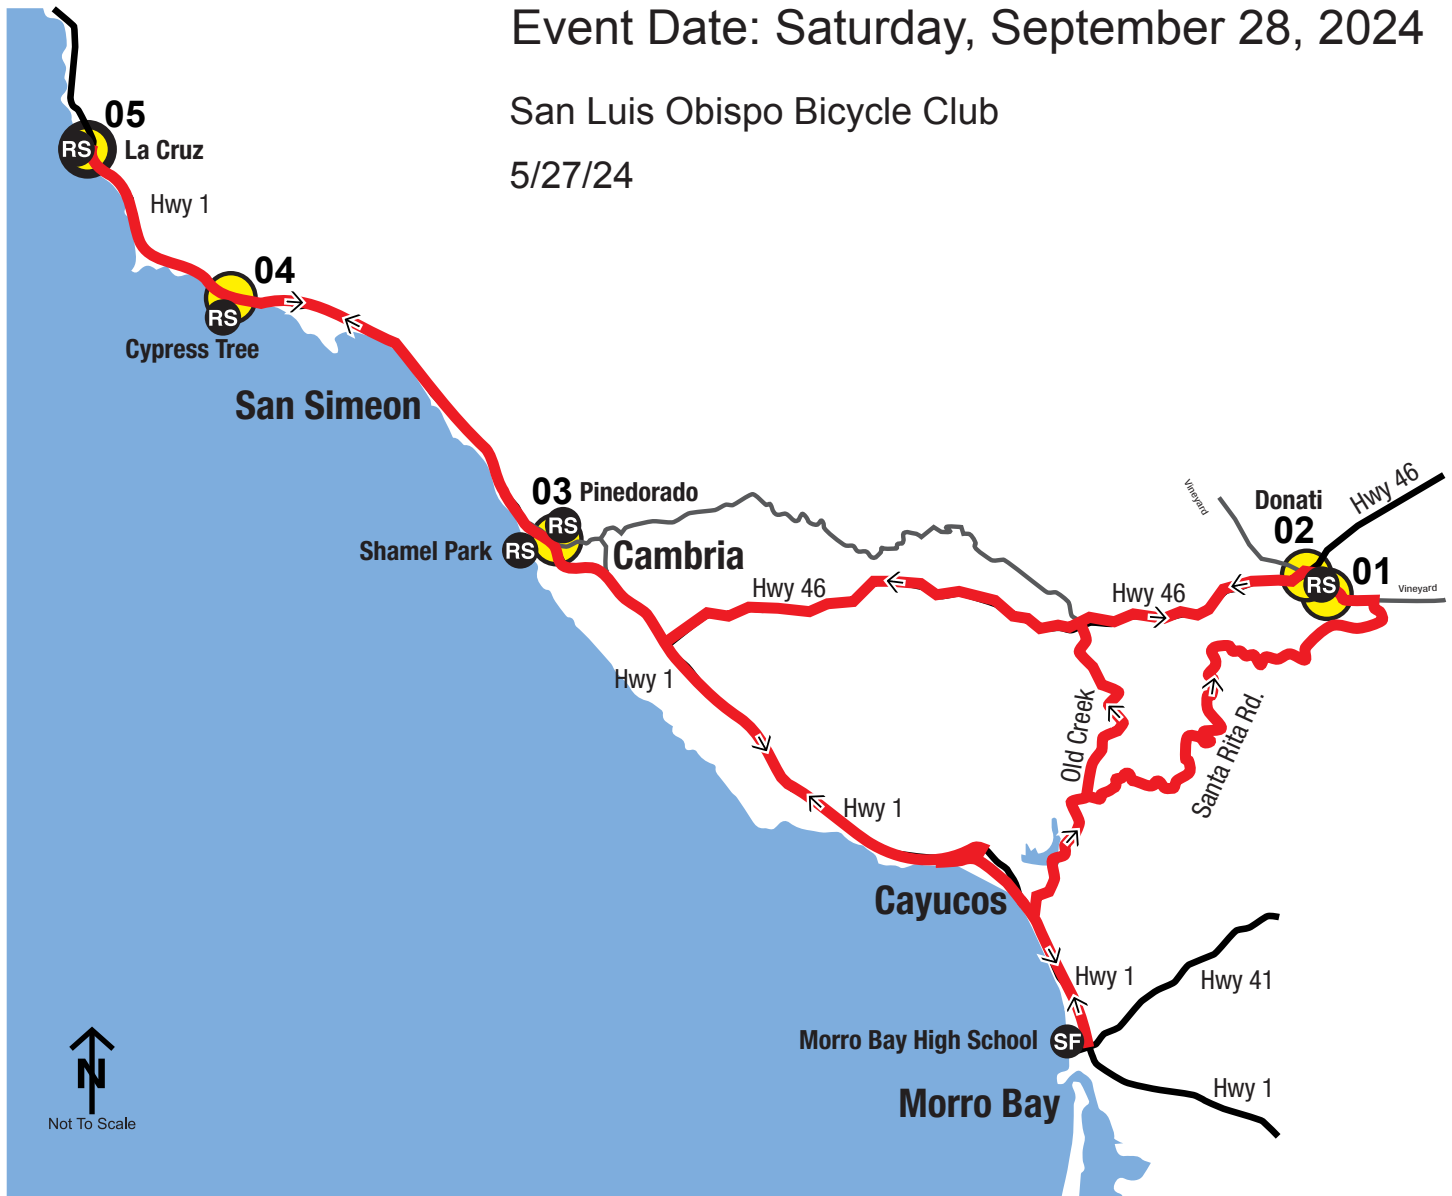 Event Date: Saturday, September 28, 2024
San Luis Obispo Bicycle Club
5/27/24
05
RS
La Cruz
Hwy 1
04
RS
Cypress Tree
San Simeon
03
Pinedorado
RS
Shamel Park
RS
Cambria
Vineyard
Donati
Hwy 46
02
RS
01
Vineyard
Hwy 46
Hwy 46
Hwy 1
Old Creek
Santa Rita Rd.
Hwy 1
Cayucos
Hwy 1
Hwy 41
Morro Bay High School
SF
Hwy 1
Morro Bay
N
Not To Scale